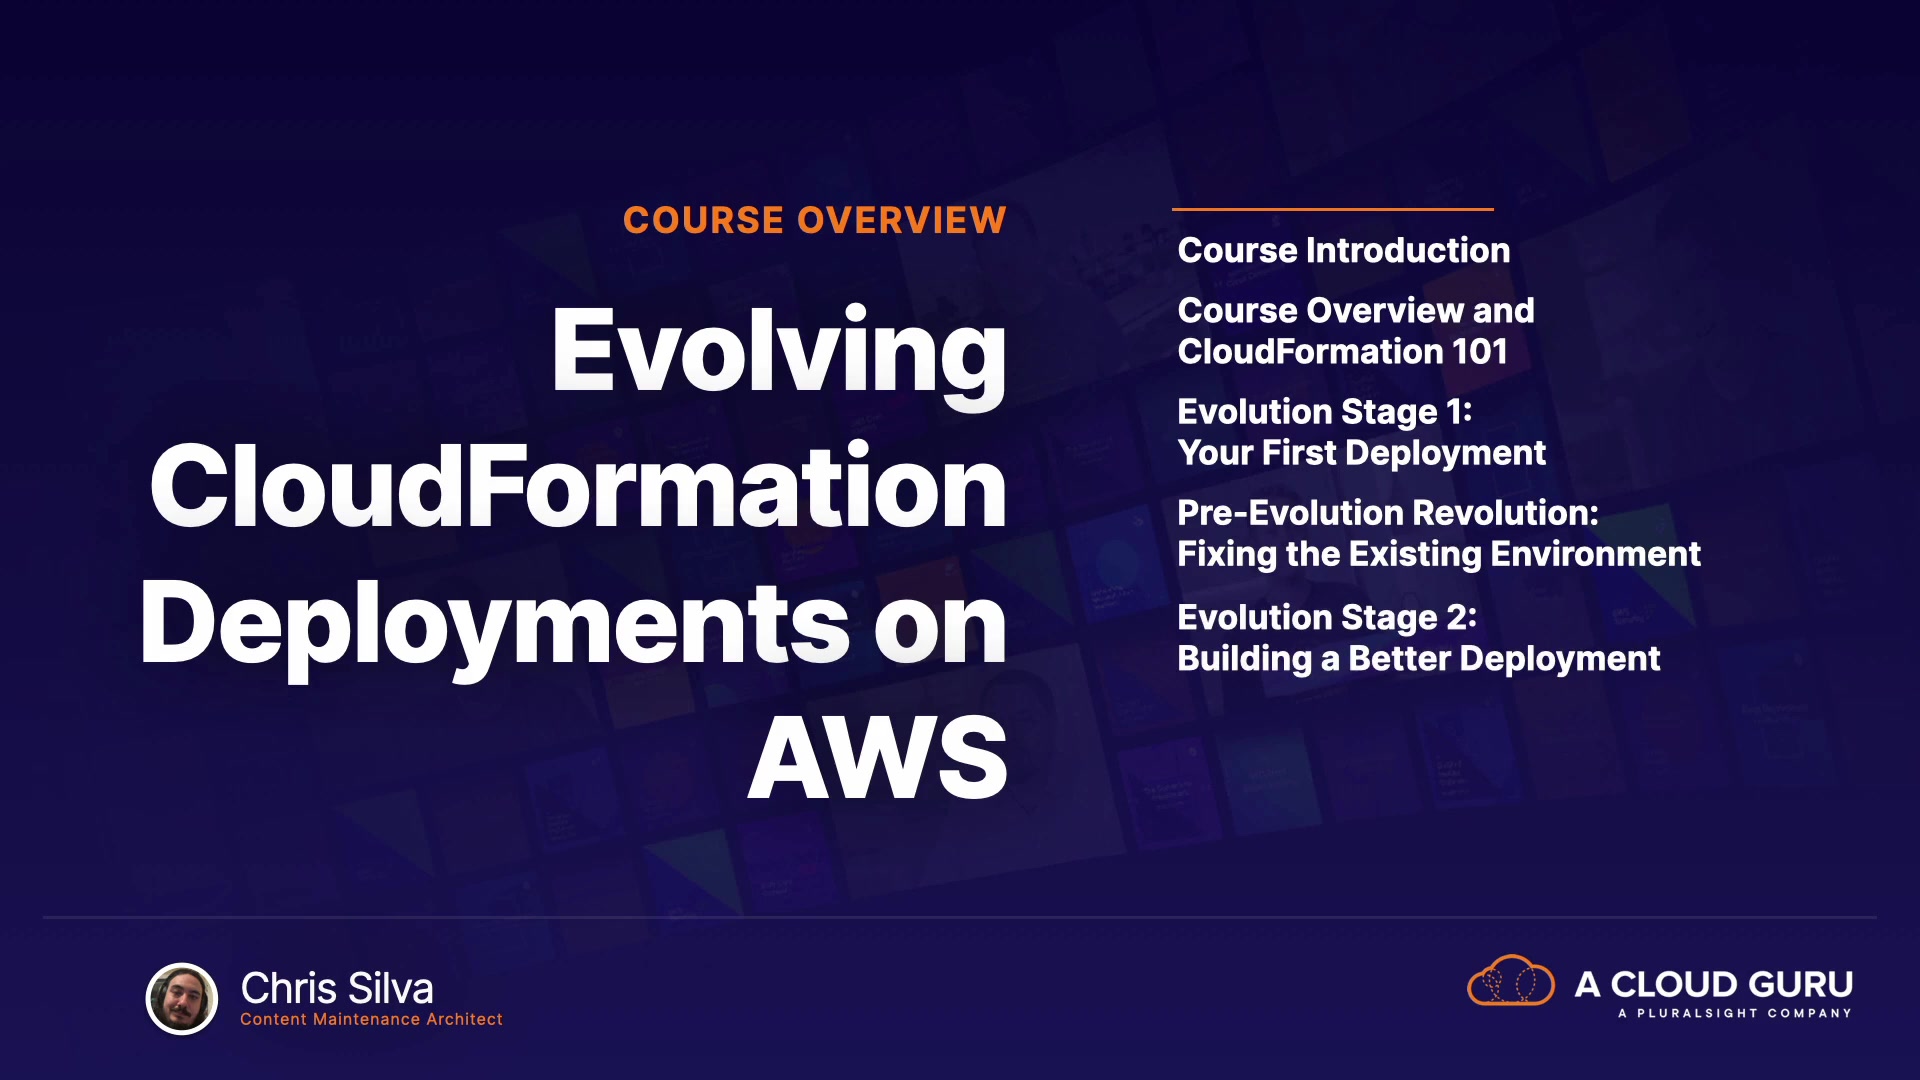 COURSE OVERVIEW
Evolving
CloudFormation
Deployments on
AWS
Course Introduction
Course Overview and
CloudFormation 101
Evolution Stage 1:
Your First Deployment
Pre-Evolution Revolution:
Fixing the Existing Environment
Evolution Stage 2:
Building a Better Deployment
Chris Silva
Content Maintenance Architect
A CLOUD GURU
A PLURALSIGHT COMPANY